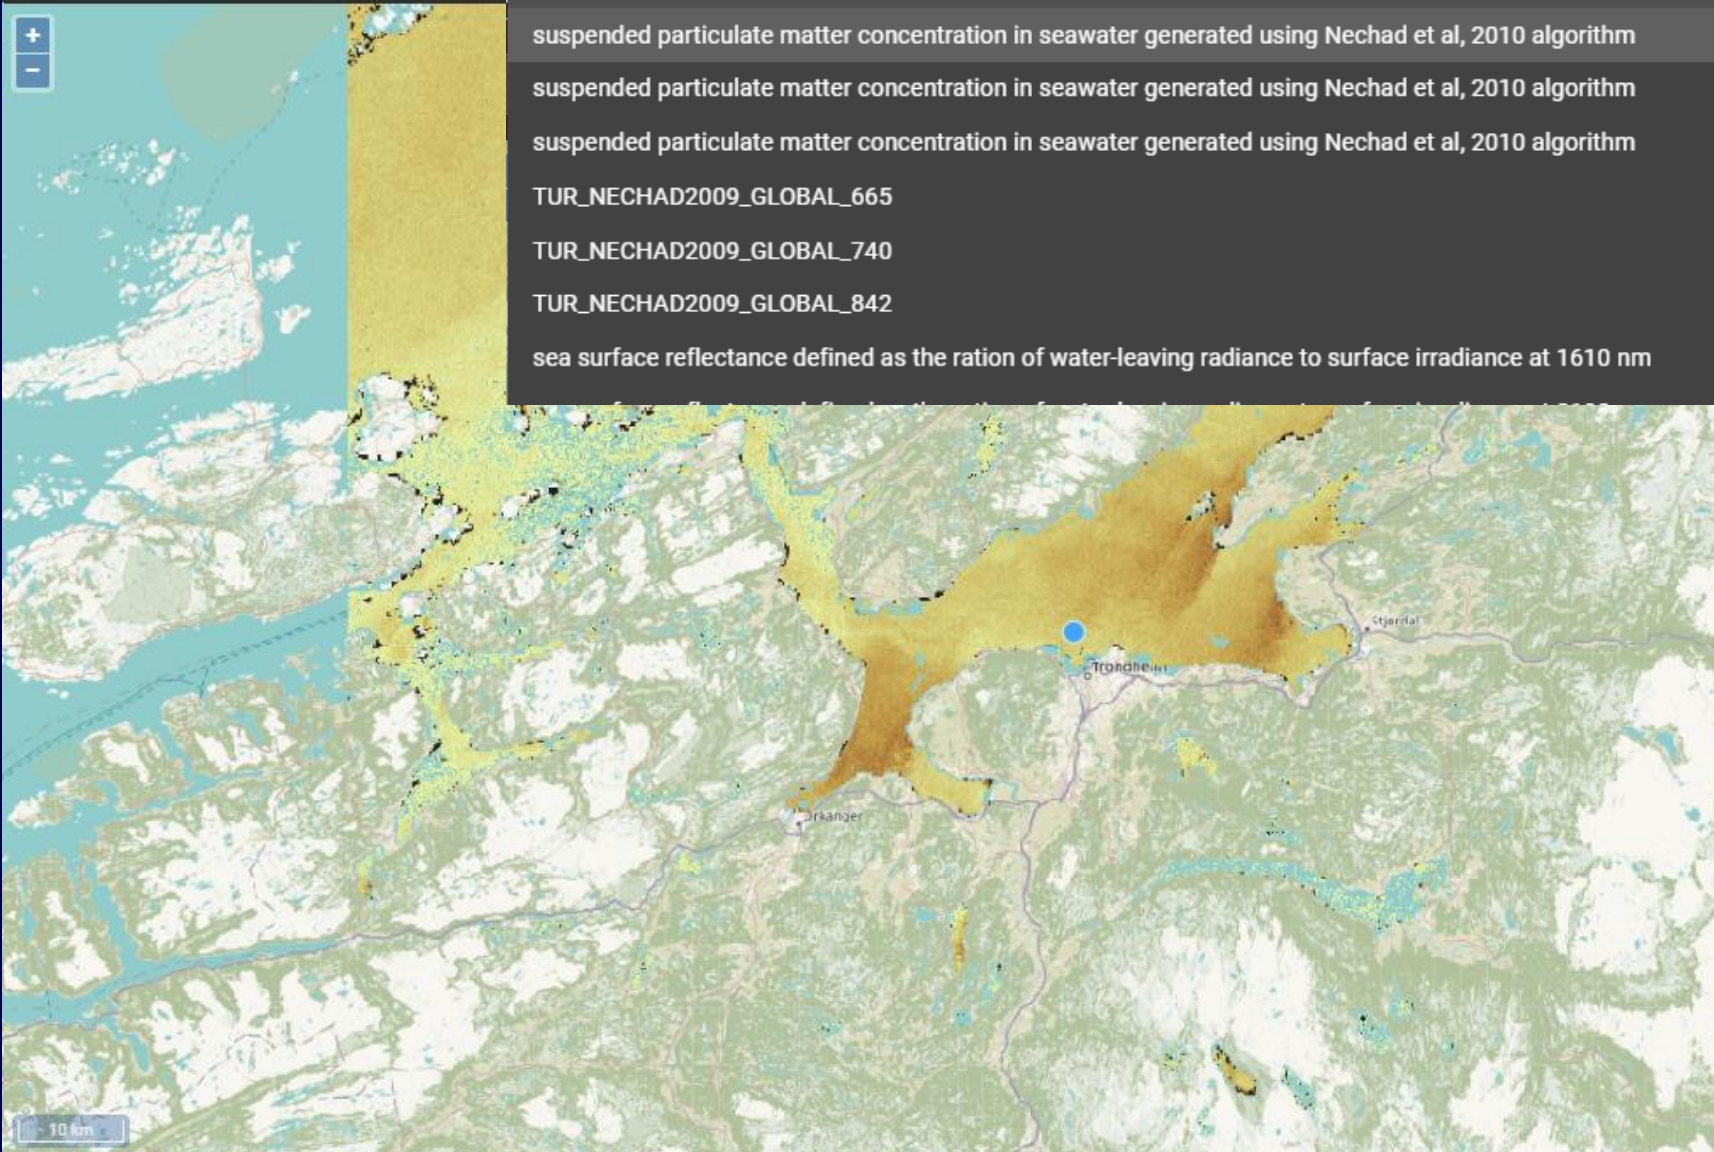 +
−
suspended particulate matter concentration in seawater generated using Nechad et al, 2010 algorithm
suspended particulate matter concentration in seawater generated using Nechad et al, 2010 algorithm
suspended particulate matter concentration in seawater generated using Nechad et al, 2010 algorithm
TUR_NECHAD2009_GLOBAL_665
TUR_NECHAD2009_GLOBAL_740
TUR_NECHAD2009_GLOBAL_842
sea surface reflectance defined as the ration of water-leaving radiance to surface irradiance at 1610 nm
Stjørdal
Trondheim
Orkanger
10 km